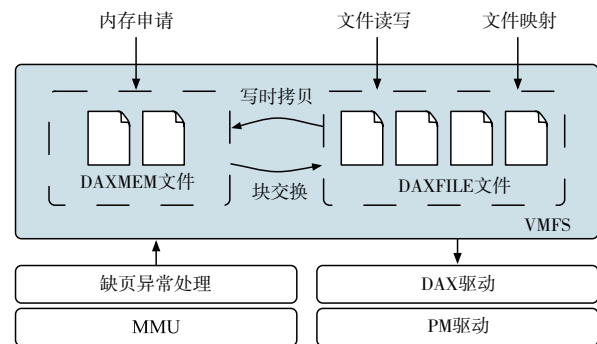 内存申请 文件读写 文件映射
写时拷贝
DAXMEM文件 DAXFILE文件
块交换
VMFS
缺页异常处理 DAX驱动
MMU PM驱动